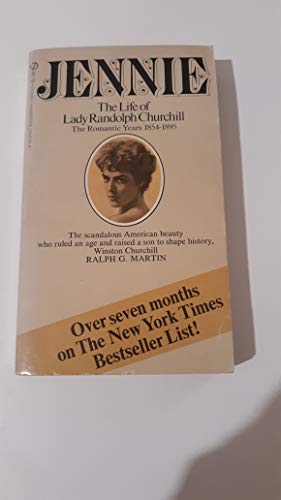 JENNIE
The Life of
Lady Randolph Churchill
The Romantic Years 1854-1895
The scandalous American beauty
who ruled an age and raised a son to shape history,
Winston Churchill
RALPH G. MARTIN
Over seven months
on The New York Times
Bestseller List!